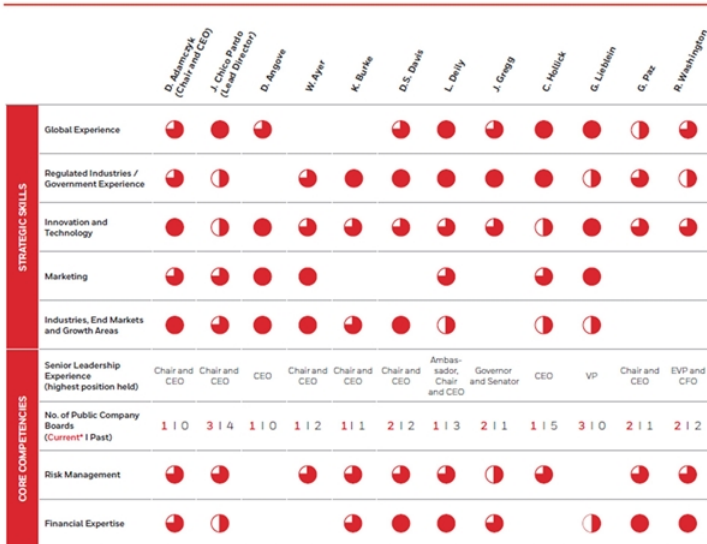 D. Adamczyk
(Chair and CEO)
J. Chico Pardo
(Lead Director)
D. Angove
W. Ayer
K. Burke
D.S. Davis
L. Deily
J. Gregg
C. Hollick
G. Lieblein
G. Paz
R. Washington
STRATEGIC SKILLS
Global Experience
Regulated Industries /
Government Experience
Innovation and
Technology
Marketing
Industries, End Markets
and Growth Areas
CORE COMPETENCIES
Senior Leadership
Experience
(highest position held)
Chair and
CEO
Chair and
CEO
CEO
Chair and
CEO
Chair and
CEO
Chair and
CEO
Ambas-
sador,
Chair
and CEO
Governor
and Senator
CEO
VP
Chair and
CEO
EVP and
CFO
No. of Public Company
Boards
(Current* | Past)
1 | 0
3 | 4
1 | 0
1 | 2
1 | 1
2 | 2
1 | 3
2 | 1
1 | 5
3 | 0
2 | 1
2 | 2
Risk Management
Financial Expertise